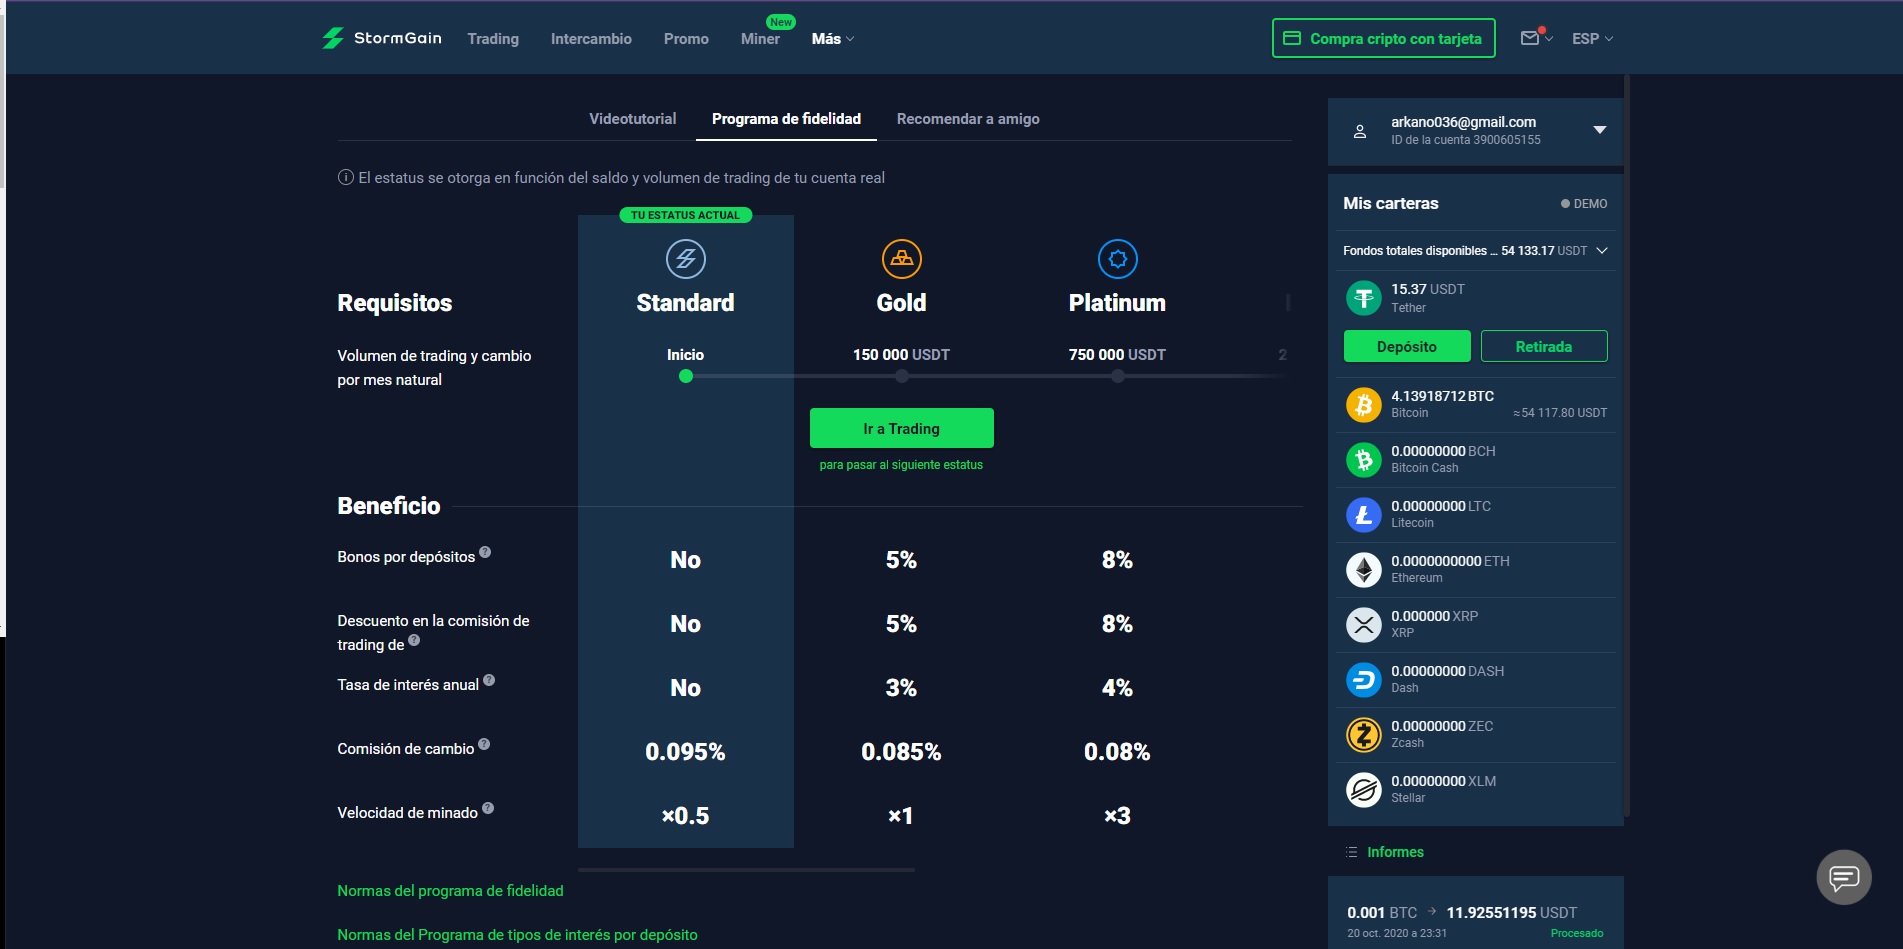 StormGain
Trading
Intercambio
Promo
Miner
New
Más
Compra cripto con tarjeta
ESP
Videotutorial
Programa de fidelidad
Recomendar a amigo
El estatus se otorga en función del saldo y volumen de trading de tu cuenta real
TU ESTATUS ACTUAL
Requisitos
Standard
Gold
Platinum
Volumen de trading y cambio
por mes natural
Inicio
150 000 USDT
750 000 USDT
2
Ir a Trading
para pasar al siguiente estatus
Beneficio
Bonos por depósitos ?
No
5%
8%
Descuento en la comisión de
trading de ?
No
5%
8%
Tasa de interés anual ?
No
3%
4%
Comisión de cambio ?
0.095%
0.085%
0.08%
Velocidad de minado ?
×0.5
×1
×3
Normas del programa de fidelidad
Normas del Programa de tipos de interés por depósito
arkano036@gmail.com
ID de la cuenta 3900605155
Mis carteras
DEMO
Fondos totales disponibles ... 54 133.17 USDT
15.37 USDT
Tether
Depósito
Retirada
4.13918712 BTC
Bitcoin
≈54 117.80 USDT
0.00000000 BCH
Bitcoin Cash
0.00000000 LTC
Litecoin
0.0000000000 ETH
Ethereum
0.000000 XRP
XRP
0.00000000 DASH
Dash
0.00000000 ZEC
Zcash
0.00000000 XLM
Stellar
Informes
0.001 BTC → 11.92551195 USDT
20 oct. 2020 a 23:31
Procesado